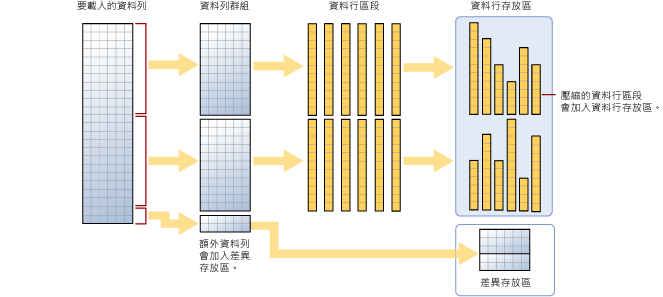 要載入的資料列
資料列群組
資料行區段
資料行存放區
壓縮的資料行區段
會加入資料行存放區。
額外資料列
會加入差異
存放區。
差異存放區